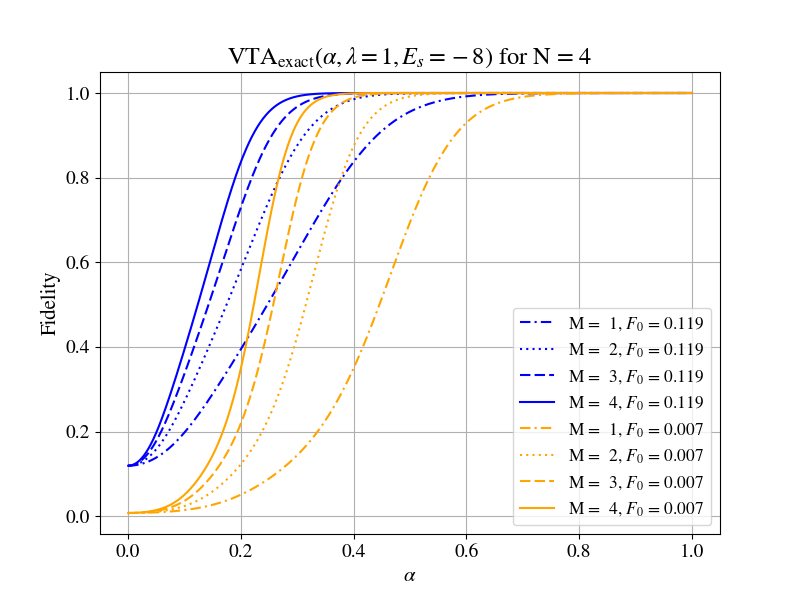 VTA_exact(α, λ = 1, E_s = −8) for N = 4
Fidelity
1.0
0.8
0.6
0.4
0.2
0.0
M = 1, F_0 = 0.119
M = 2, F_0 = 0.119
M = 3, F_0 = 0.119
M = 4, F_0 = 0.119
M = 1, F_0 = 0.007
M = 2, F_0 = 0.007
M = 3, F_0 = 0.007
M = 4, F_0 = 0.007
0.0 0.2 0.4 0.6 0.8 1.0
α